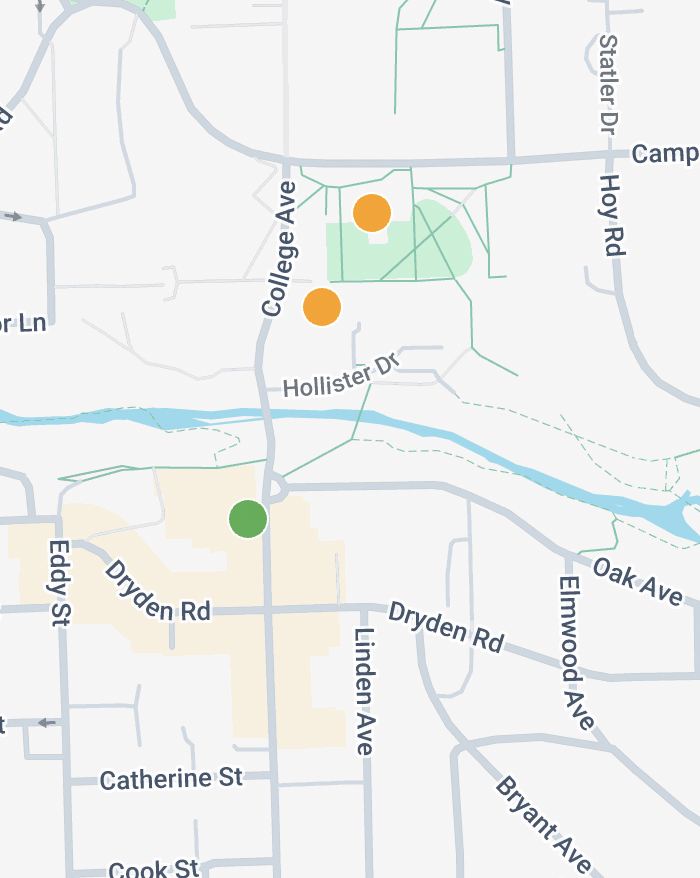 Statler Dr
Camp
Hoy Rd
College Ave
or Ln
Hollister Dr
Eddy St
Dryden Rd
Oak Ave
Dryden Rd
Elmwood Ave
Linden Ave
Catherine St
Bryant Ave
Cook St